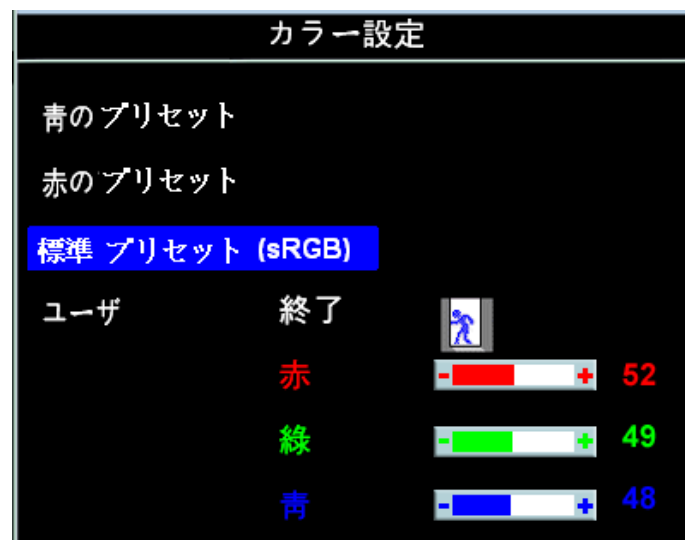 カラー設定
青のプリセット
赤のプリセット
標準 プリセット (sRGB)
ユーザ 終了
赤 - + 52
綠 - + 49
青 - + 48